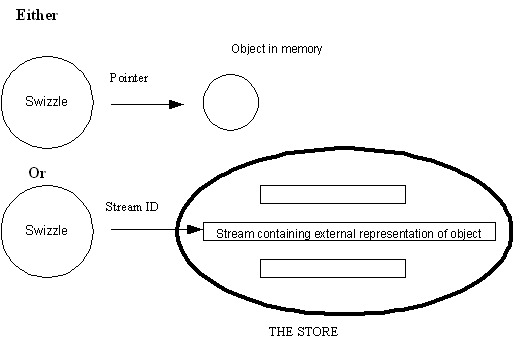 Either
Object in memory
Pointer
Swizzle
Or
Stream ID
Swizzle
Stream containing external representation of object
THE STORE